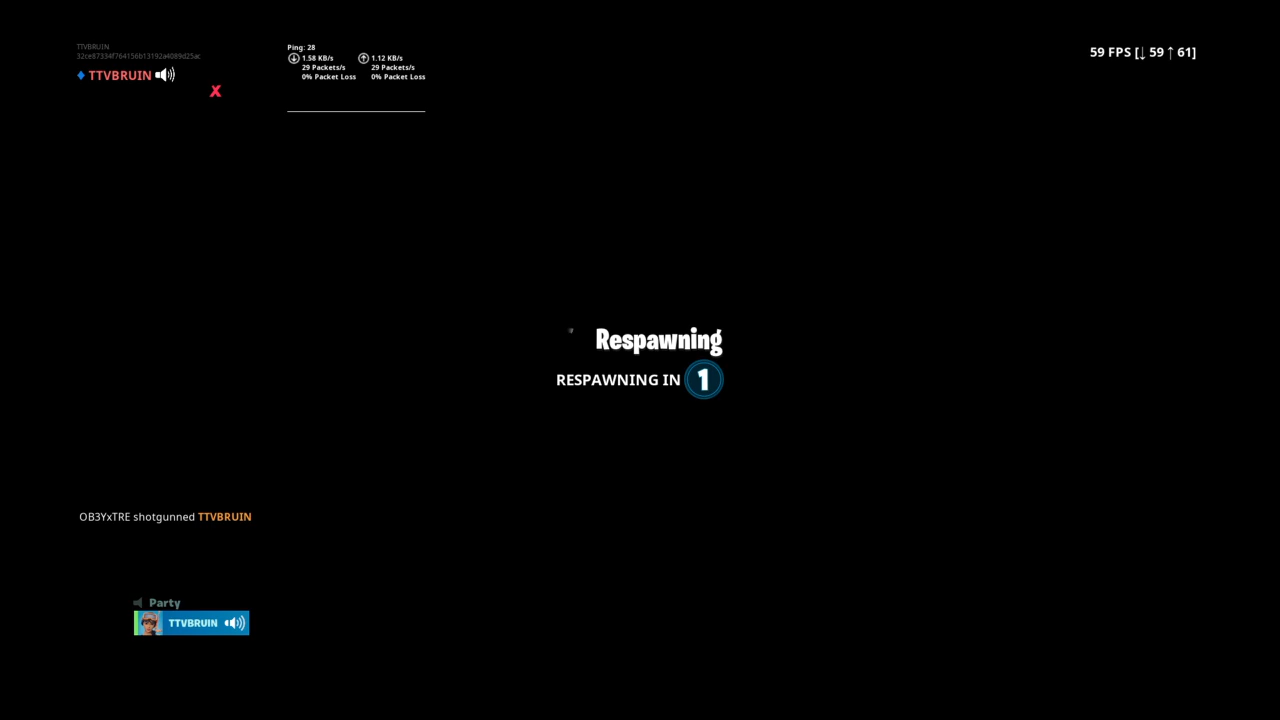 TTVBRUIN
32ce87334f764156b13192a4089d25ac
TTVBRUIN
X
Ping: 28
1.58 KB/s
29 Packets/s
0% Packet Loss
1.12 KB/s
29 Packets/s
0% Packet Loss
59 FPS [↓ 59 ↑ 61]
Respawning
RESPAWNING IN 1
OB3YxTRE shotgunned TTVBRUIN
Party
TTVBRUIN